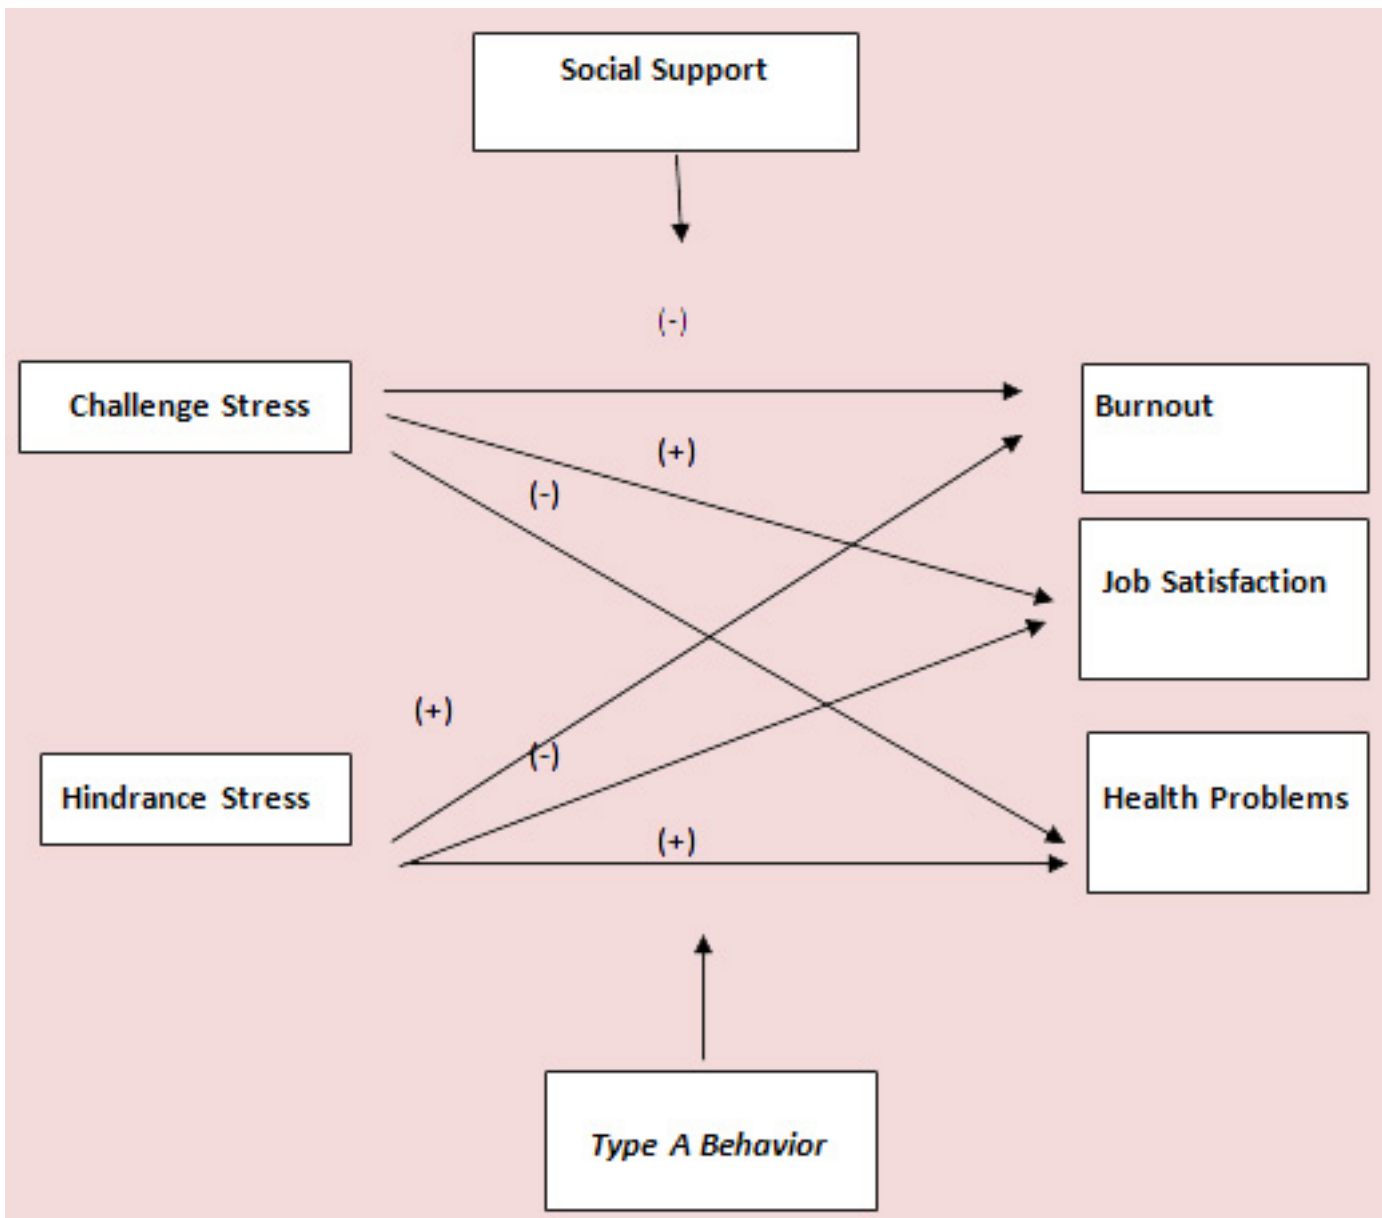 Social Support
(-)
Challenge Stress
Burnout
(+)
(-)
Job Satisfaction
(+)
(-)
Hindrance Stress
Health Problems
(+)
Type A Behavior